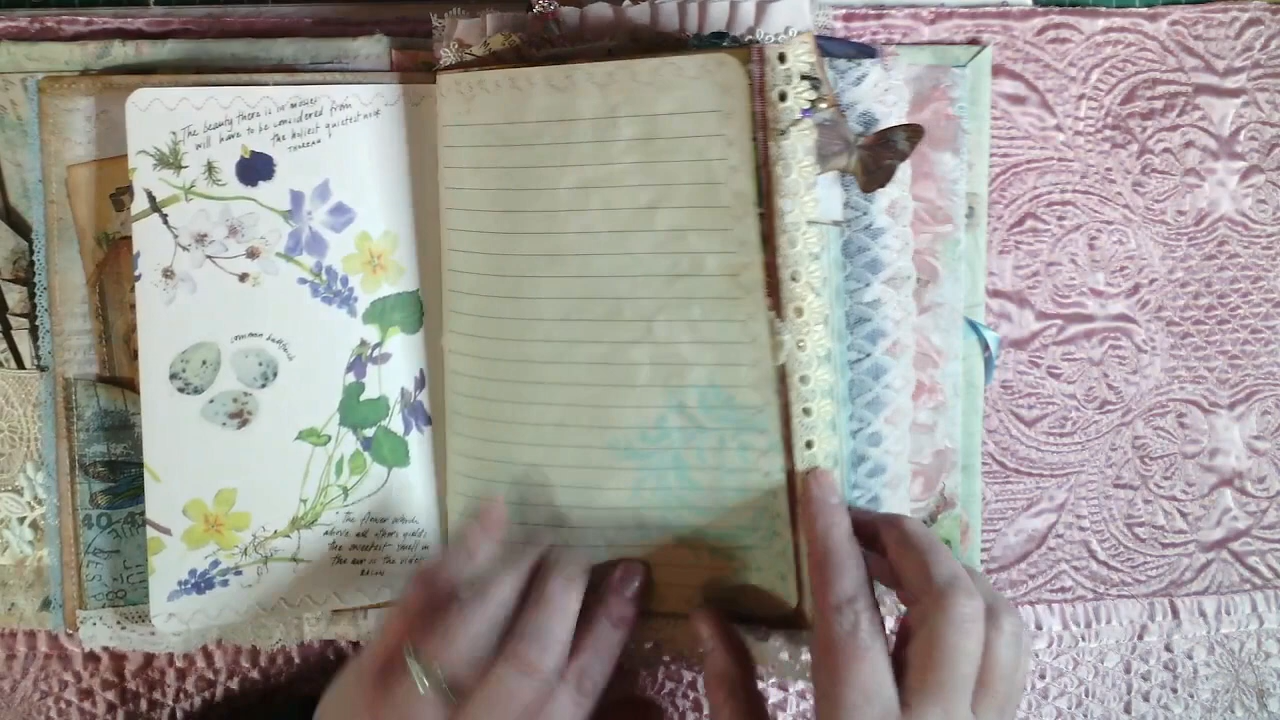 The beauty there is in mosses
will have to be considered from
the holiest quietest nook
THOREAU
common bullfinch
"The flower which
above all others yields
the sweetest smell in
the air is the violet
BACON
40